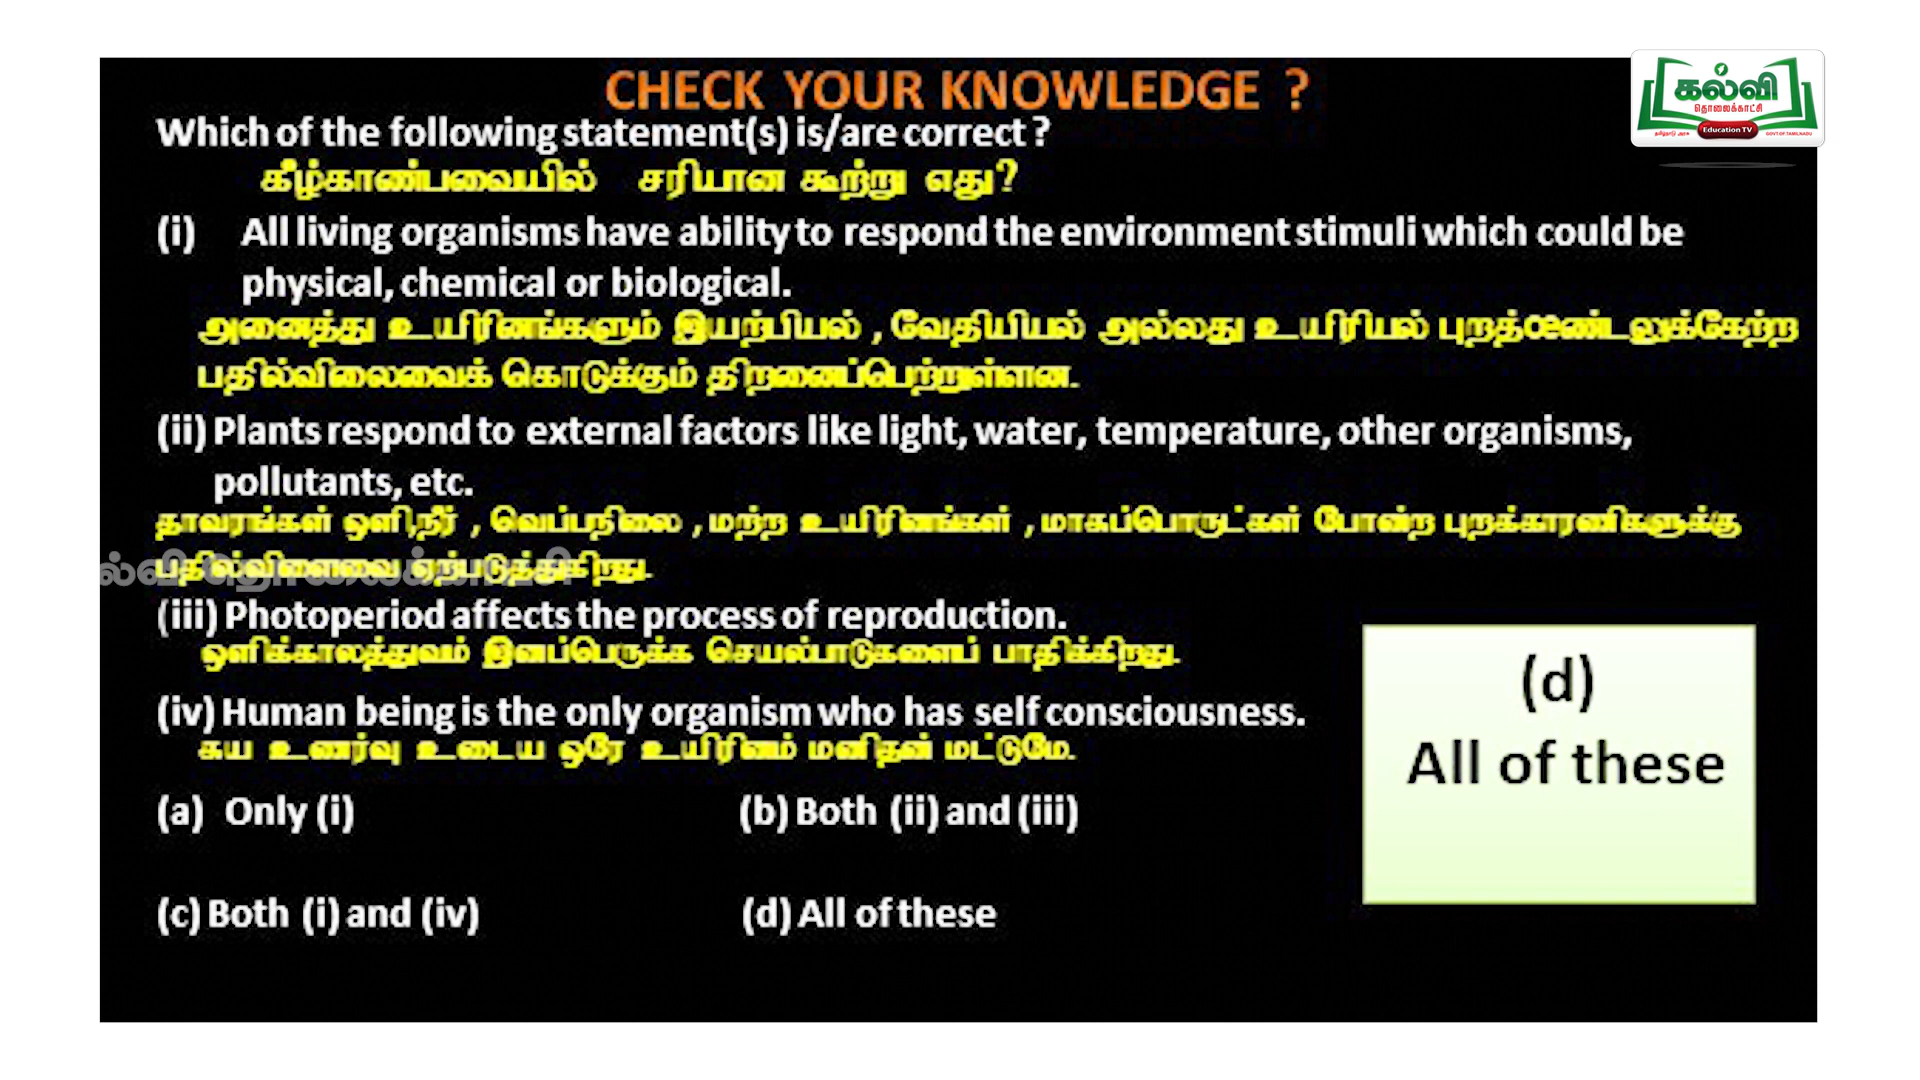 CHECK YOUR KNOWLEDGE ?
கல்வி
தொலைக்காட்சி
Education TV
தமிழ்நாடு அரசு
GOVT OF TAMILNADU
Which of the following statement(s) is/are correct ?
கீழ்காண்பவையில் சரியான கூற்று எது?
(i) All living organisms have ability to respond the environment stimuli which could be
physical, chemical or biological.
அனைத்து உயிரினங்களும் இயற்பியல் , வேதியியல் அல்லது உயிரியல்
பதில்விலைவைக் கொடுக்கும் திறனைப்பெற்றுள்ளன.
(ii) Plants respond to external factors like light, water, temperature, other organisms,
pollutants, etc.
தாவரங்கள் ஒளி,நீர் , வெப்பநிலை , மற்ற உயிரினங்கள் , மாசுப்பொருட்கள் போன்ற புறக்காரணிகளுக்கு
பதில்விளைவை ஏற்படுத்துகிறது.
(iii) Photoperiod affects the process of reproduction.
ஒளிக்காலத்துவம் இனப்பெருக்க செயல்பாடுகளைப் பாதிக்கிறது.
(iv) Human being is the only organism who has self consciousness.
சுய உணர்வு உடைய ஒரே உயிரினம் மனிதன் மட்டுமே.
(d)
All of these
(a) Only (i) (b) Both (ii) and (iii)
(c) Both (i) and (iv) (d) All of these